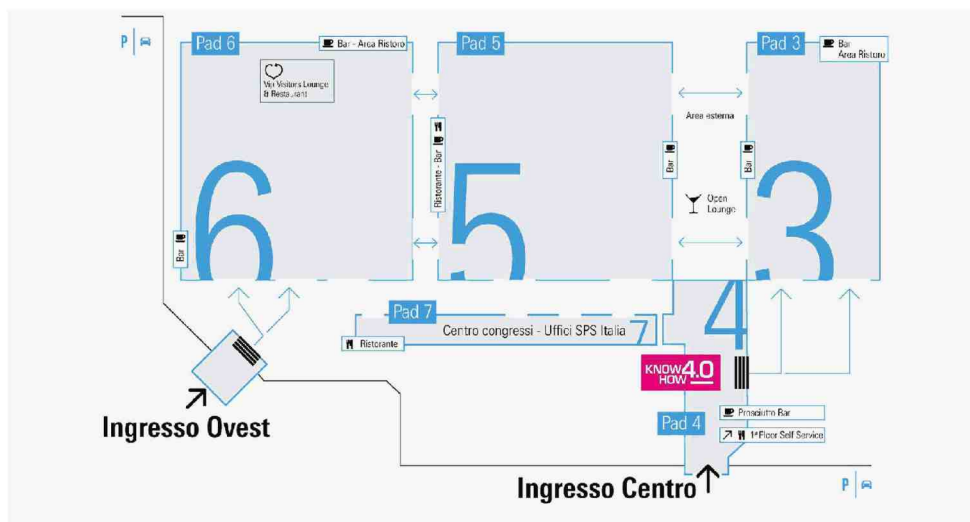 P
Pad 6
Bar - Area Ristoro
Pad 5
Pad 3
Bar
Area Ristoro
Vip Visitors Lounge
& Restaurant
Area esterna
Ristorante - Bar
Bar
Bar
Open
Lounge
6
5
3
Bar
4
Pad 7
Centro congressi - Uffici SPS Italia
7
Ristorante
KNOW 4.0
HOW
Prosciutto Bar
Pad 4
1° Floor Self Service
Ingresso Ovest
Ingresso Centro
P